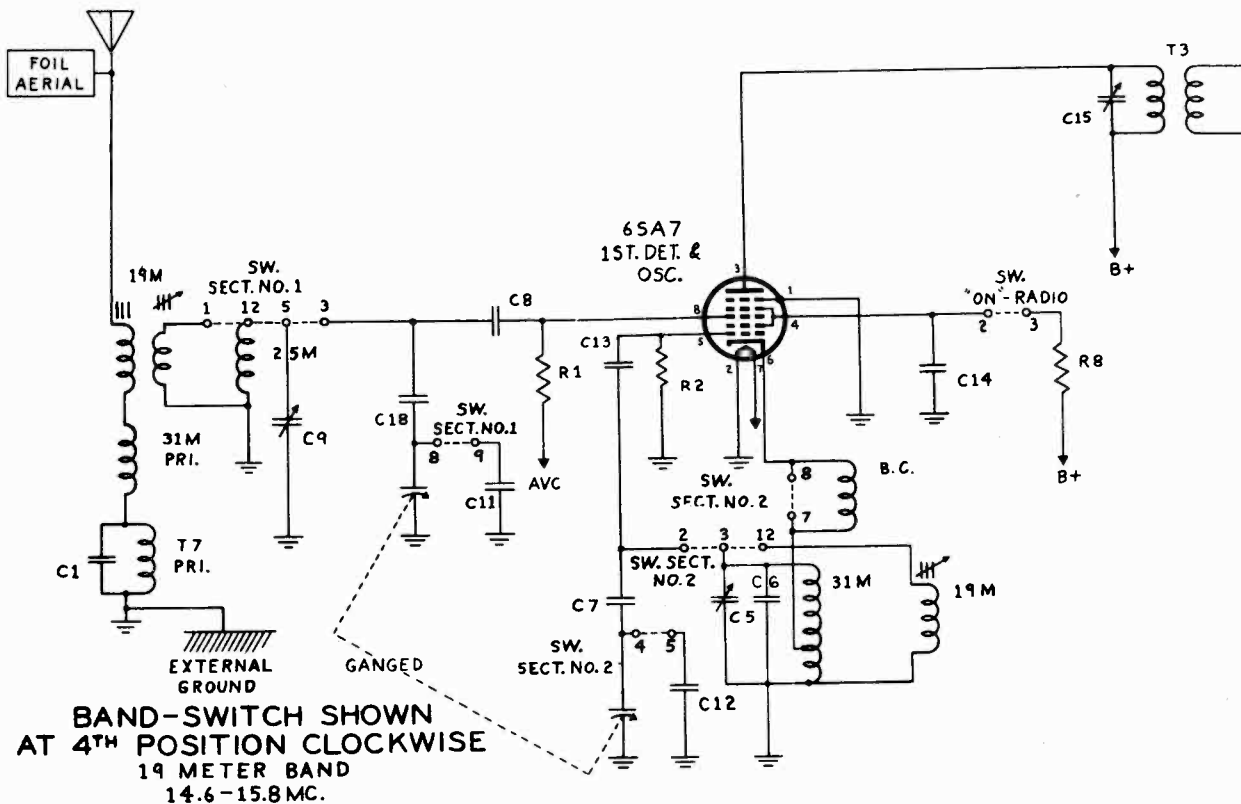 FOIL
AERIAL
T3
C15
B+
6SA7
1ST. DET. &
OSC.
3
1
8
4
5
2
7
6
SW.
"ON"-RADIO
2 3
R8
B+
C14
19M
SW.
SECT. NO. 1
1 12 5 3
25M
C9
C8
C13
R1
AVC
R2
C18
SW.
SECT. NO. 1
8 9
C11
31M
PRI.
T7
PRI.
C1
EXTERNAL
GROUND
SW.
SECT. NO. 2
8
7
B.C.
2 3 12
SW. SECT.
NO. 2
C7
C5
C6
31M
19M
4 5
SW.
SECT. NO. 2
C12
GANGED
BAND-SWITCH SHOWN
AT 4TH POSITION CLOCKWISE
19 METER BAND
14.6-15.8 MC.